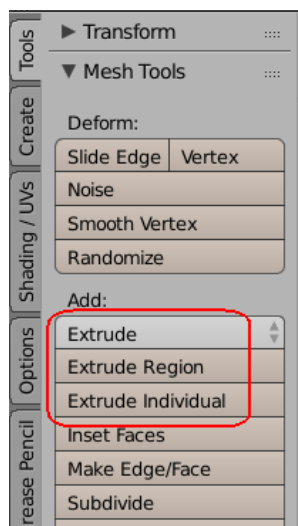 Tools
Create
Shading / UVs
Options
rease Pencil
Transform
Mesh Tools
Deform:
Slide Edge Vertex
Noise
Smooth Vertex
Randomize
Add:
Extrude
Extrude Region
Extrude Individual
Inset Faces
Make Edge/Face
Subdivide